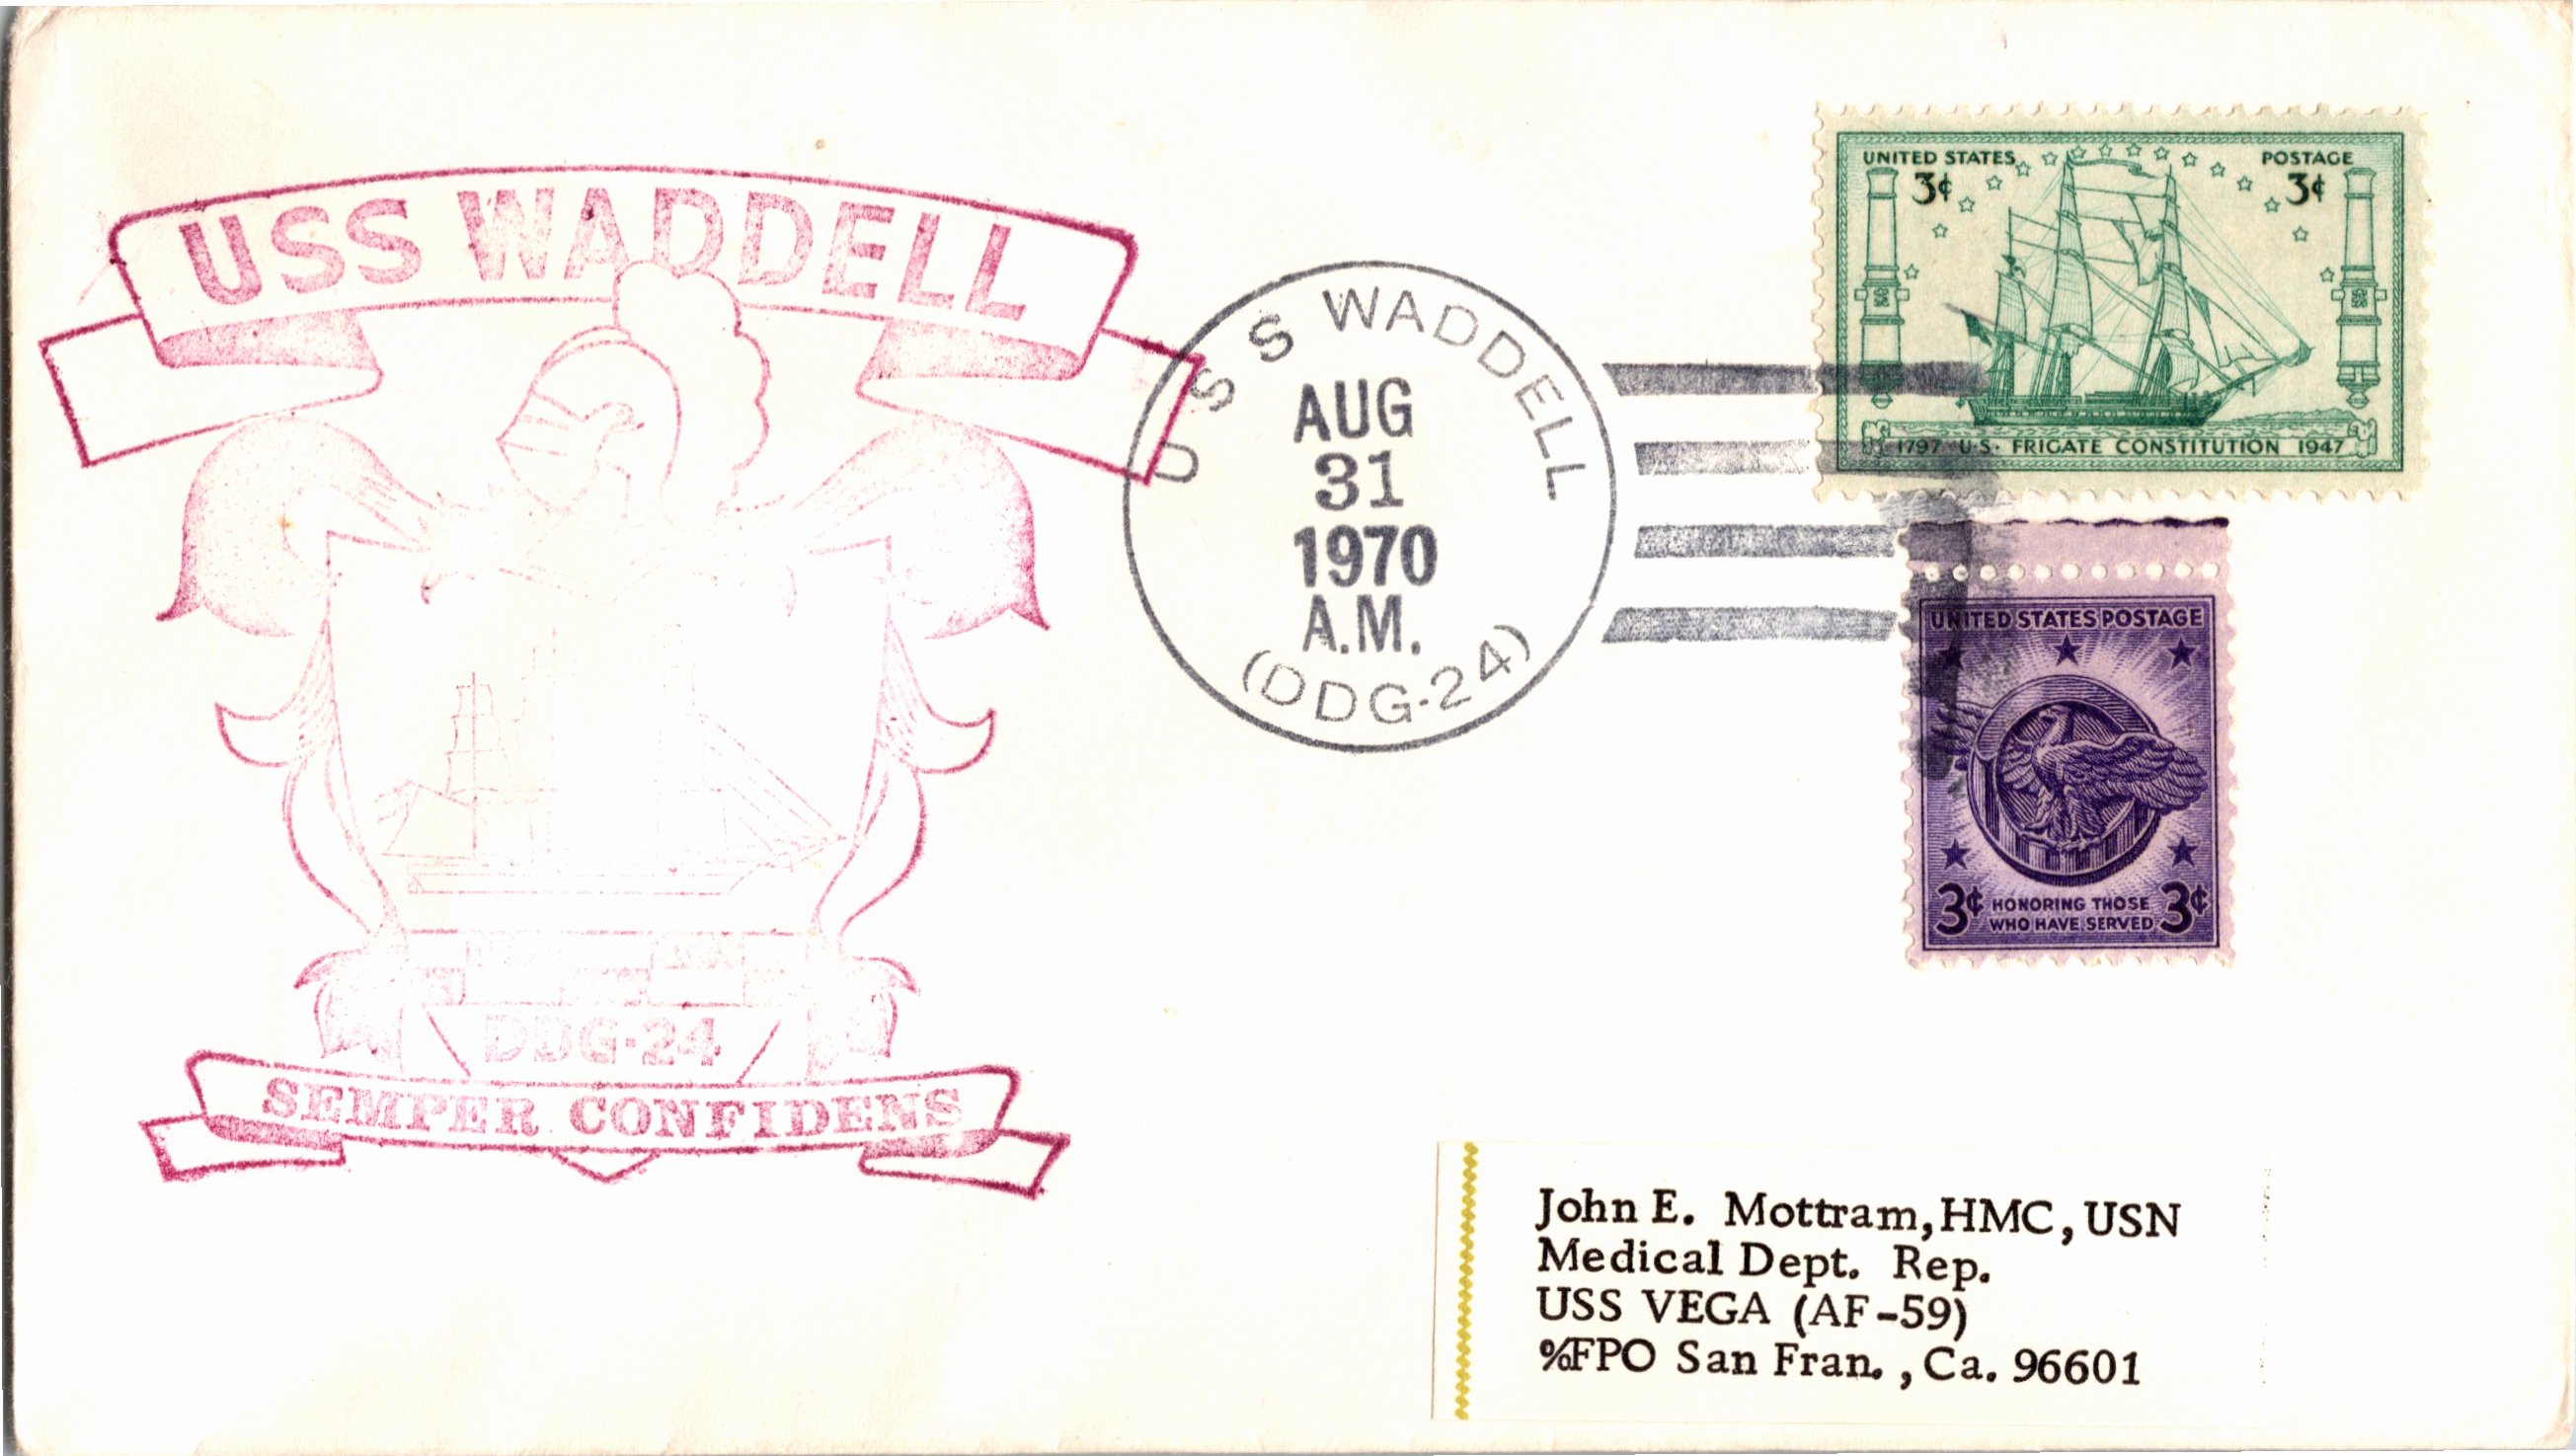 USS WADDELL
DDG-24
SEMPER CONFIDENS
U S S WADDELL
AUG
31
1970
A.M.
(DDG-24)
UNITED STATES POSTAGE
3¢ 3¢
1797 U·S· FRIGATE CONSTITUTION 1947
UNITED STATES POSTAGE
3¢ HONORING THOSE 3¢
WHO HAVE SERVED
John E. Mottram, HMC, USN
Medical Dept. Rep.
USS VEGA (AF-59)
%FPO San Fran., Ca. 96601